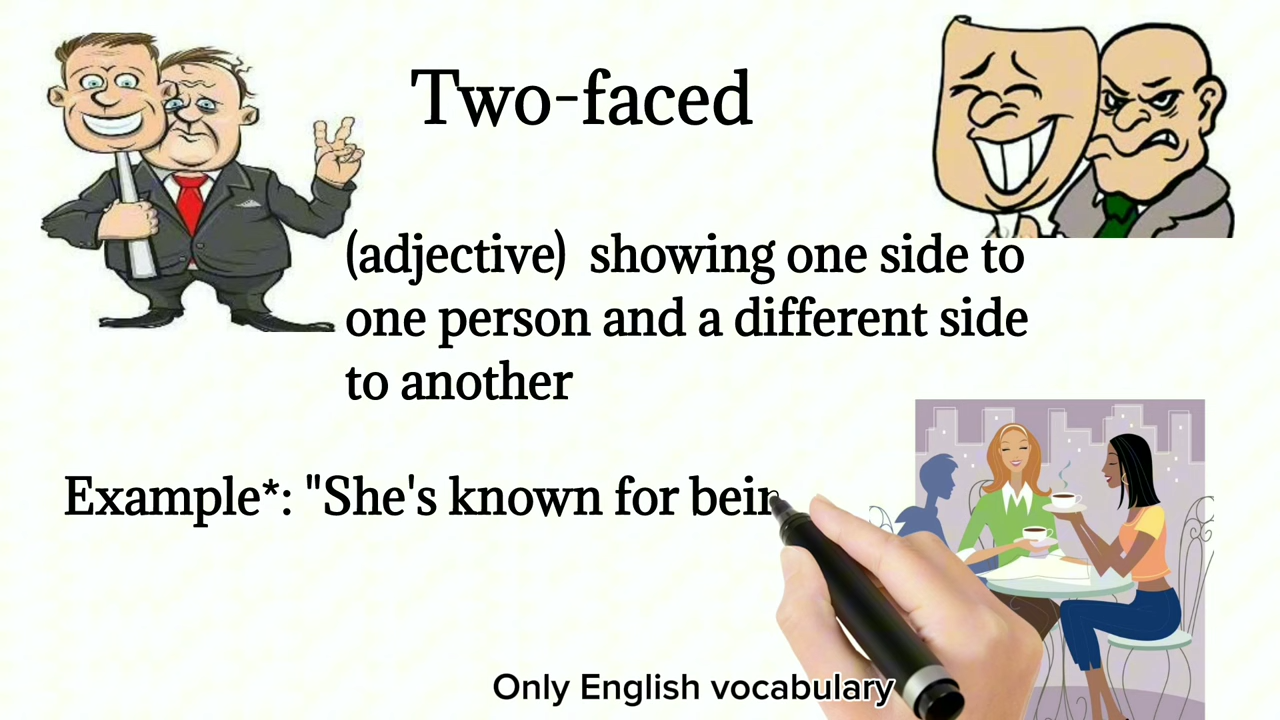 Two-faced
(adjective) showing one side to
one person and a different side
to another
Example*: "She's known for bein
Only English vocabulary